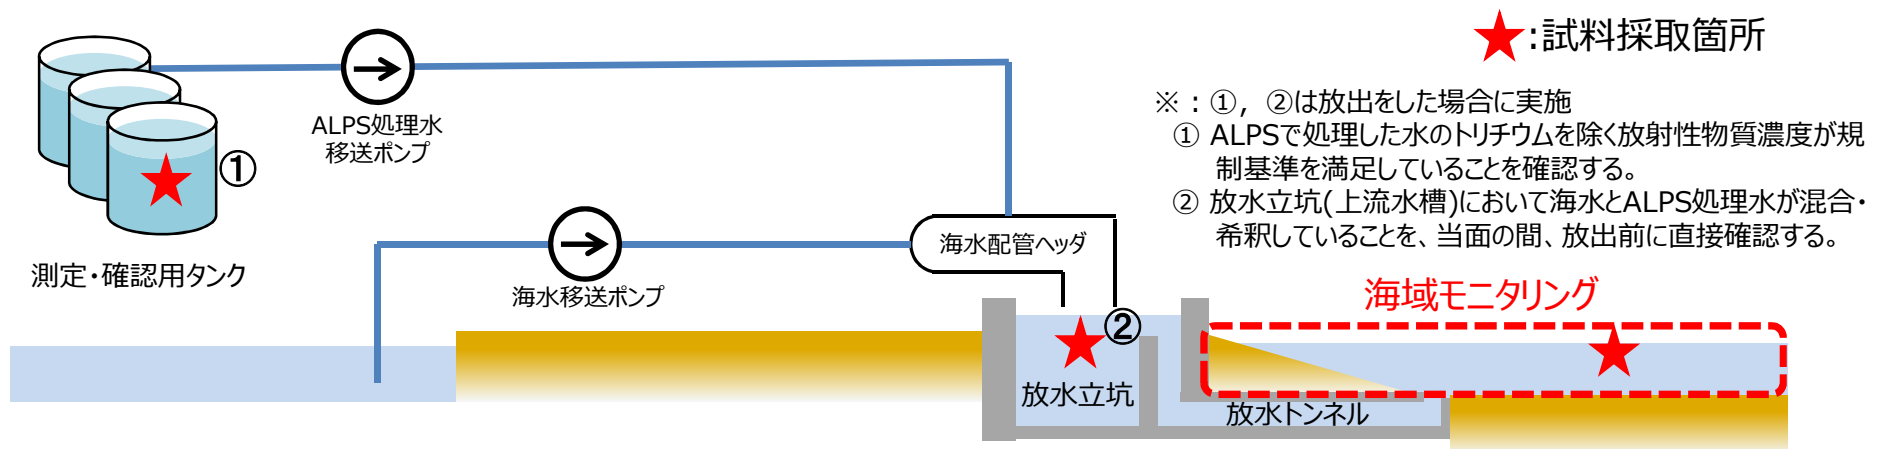 ★:試料採取箇所
※：①，②は放出をした場合に実施
① ALPSで処理した水のトリチウムを除く放射性物質濃度が規
制基準を満足していることを確認する。
② 放水立坑(上流水槽)において海水とALPS処理水が混合・
希釈していることを、当面の間、放出前に直接確認する。
ALPS処理水
移送ポンプ
①
測定・確認用タンク
海水移送ポンプ
海水配管ヘッダ
海域モニタリング
②
放水立坑
放水トンネル